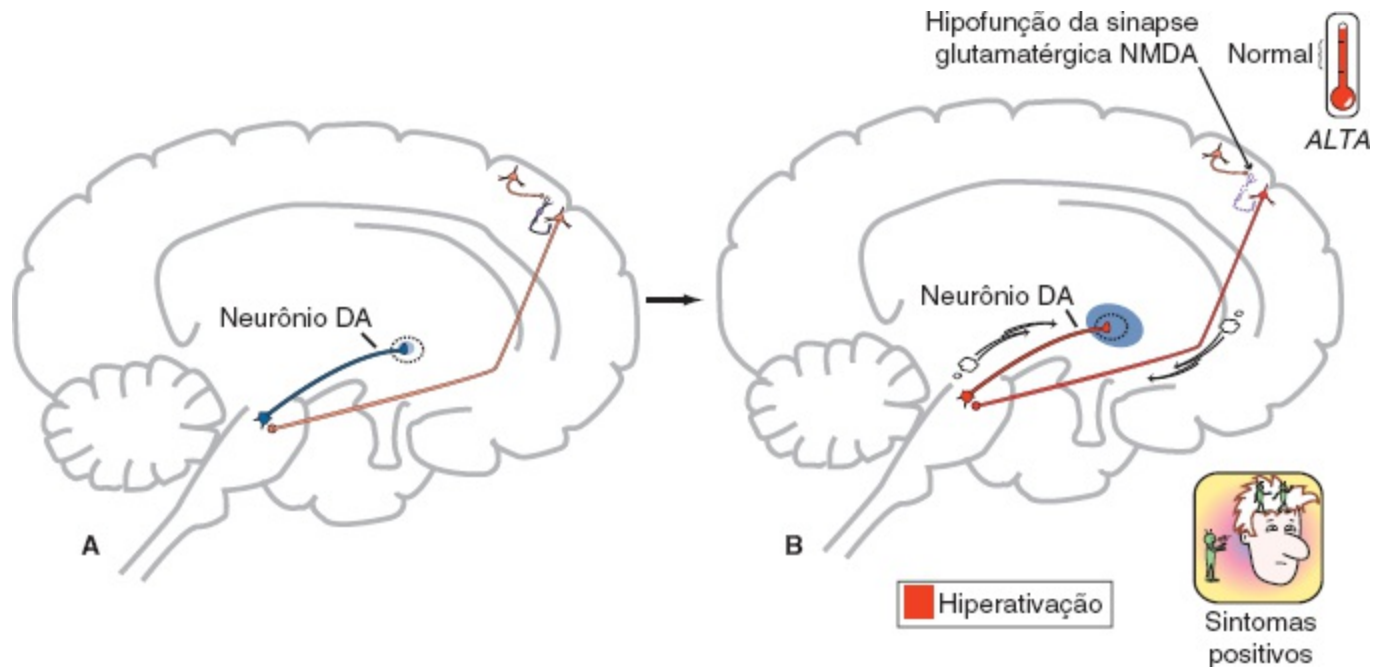 Hipofunção da sinapse
glutamatérgica NMDA
Normal
ALTA
Neurônio DA
Neurônio DA
A
B
Hiperativação
Sintomas
positivos